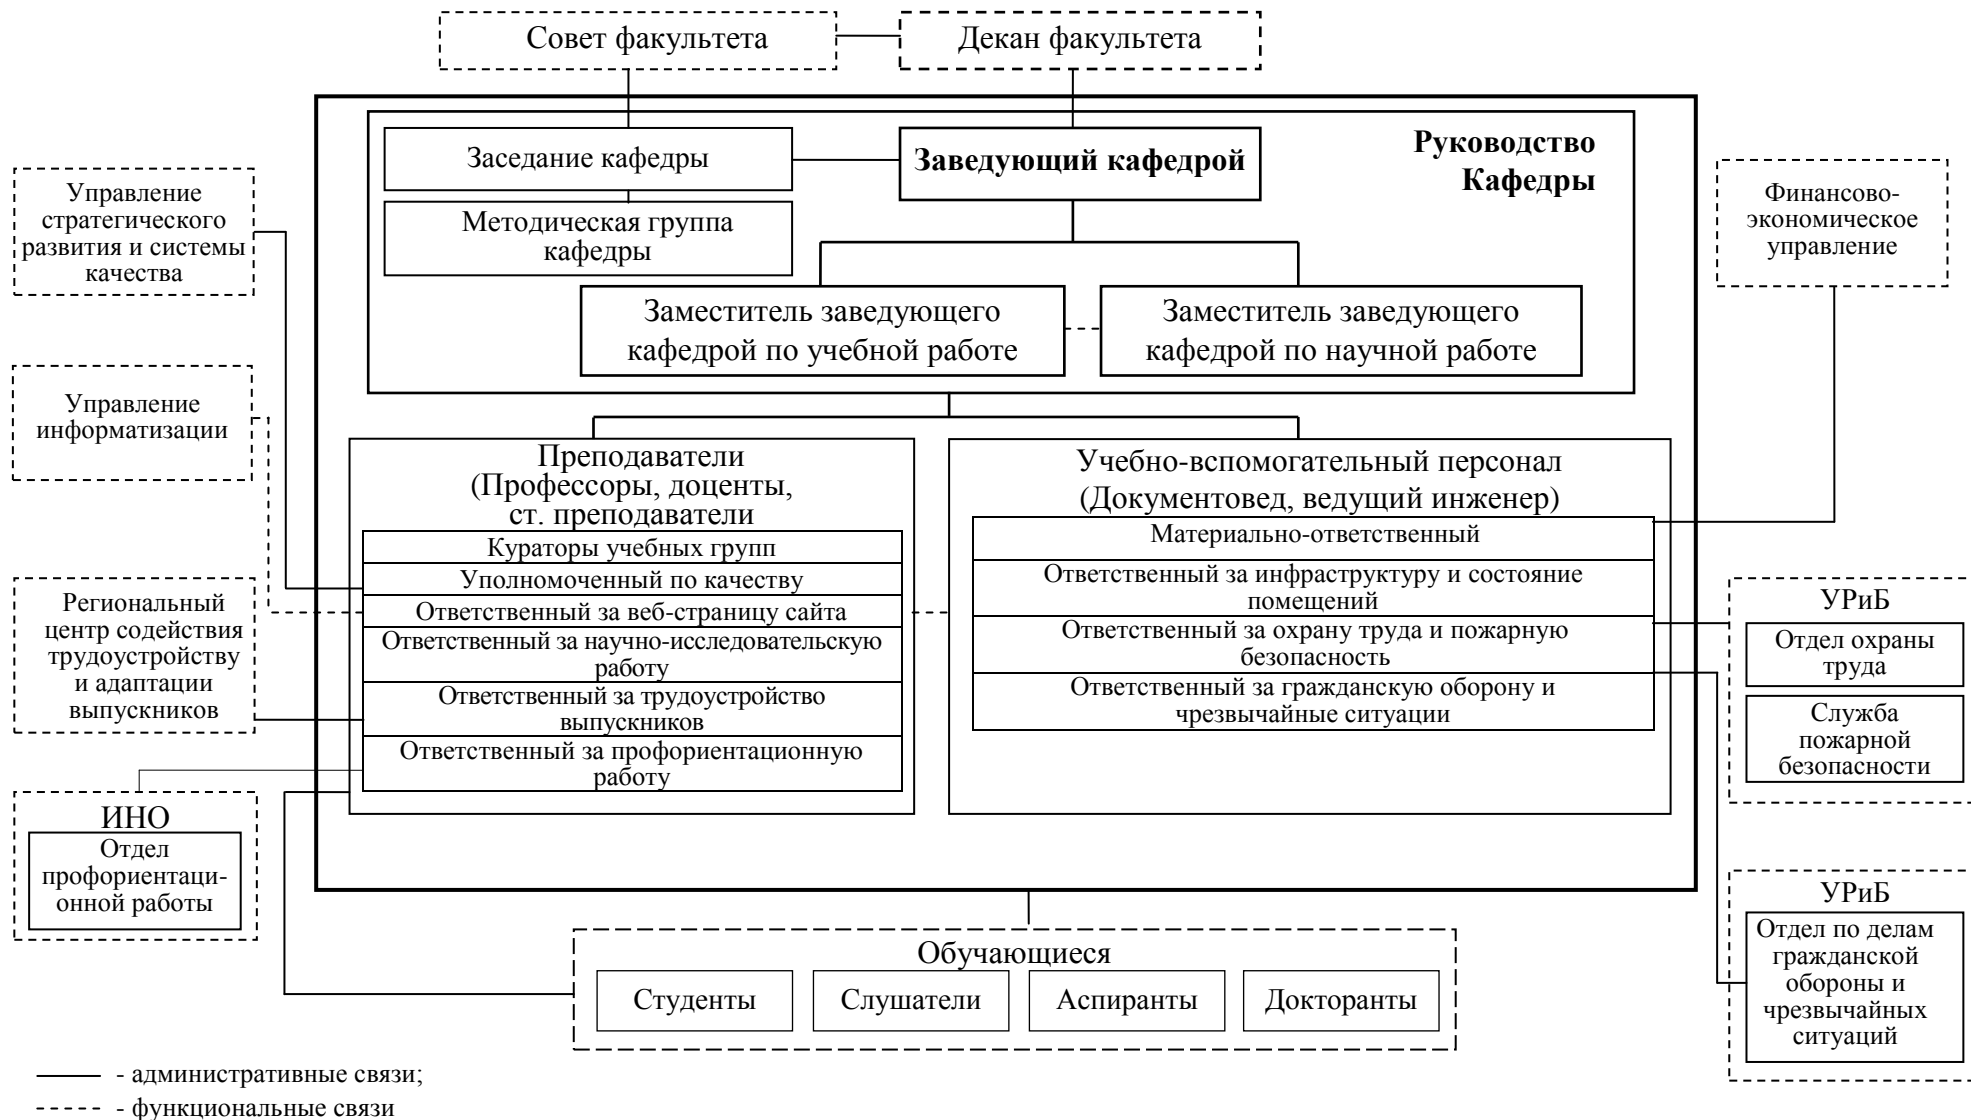 Совет факультета
Декан факультета
Руководство
Кафедры
Заседание кафедры
Заведующий кафедрой
Методическая группа
кафедры
Заместитель заведующего
кафедрой по учебной работе
Заместитель заведующего
кафедрой по научной работе
Управление
стратегического
развития и системы
качества
Финансово-
экономическое
управление
Управление
информатизации
Преподаватели
(Профессоры, доценты,
ст. преподаватели
Кураторы учебных групп
Уполномоченный по качеству
Ответственный за веб-страницу сайта
Ответственный за научно-исследовательскую
работу
Ответственный за трудоустройство
выпускников
Ответственный за профориентационную
работу
Учебно-вспомогательный персонал
(Документовед, ведущий инженер)
Материально-ответственный
Ответственный за инфраструктуру и состояние
помещений
Ответственный за охрану труда и пожарную
безопасность
Ответственный за гражданскую оборону и
чрезвычайные ситуации
Региональный
центр содействия
трудоустройству
и адаптации
выпускников
УРиБ
Отдел охраны
труда
Служба
пожарной
безопасности
ИНО
Отдел
профориентаци-
онной работы
УРиБ
Отдел по делам
гражданской
обороны и
чрезвычайных
ситуаций
Обучающиеся
Студенты
Слушатели
Аспиранты
Докторанты
- административные связи;
- функциональные связи